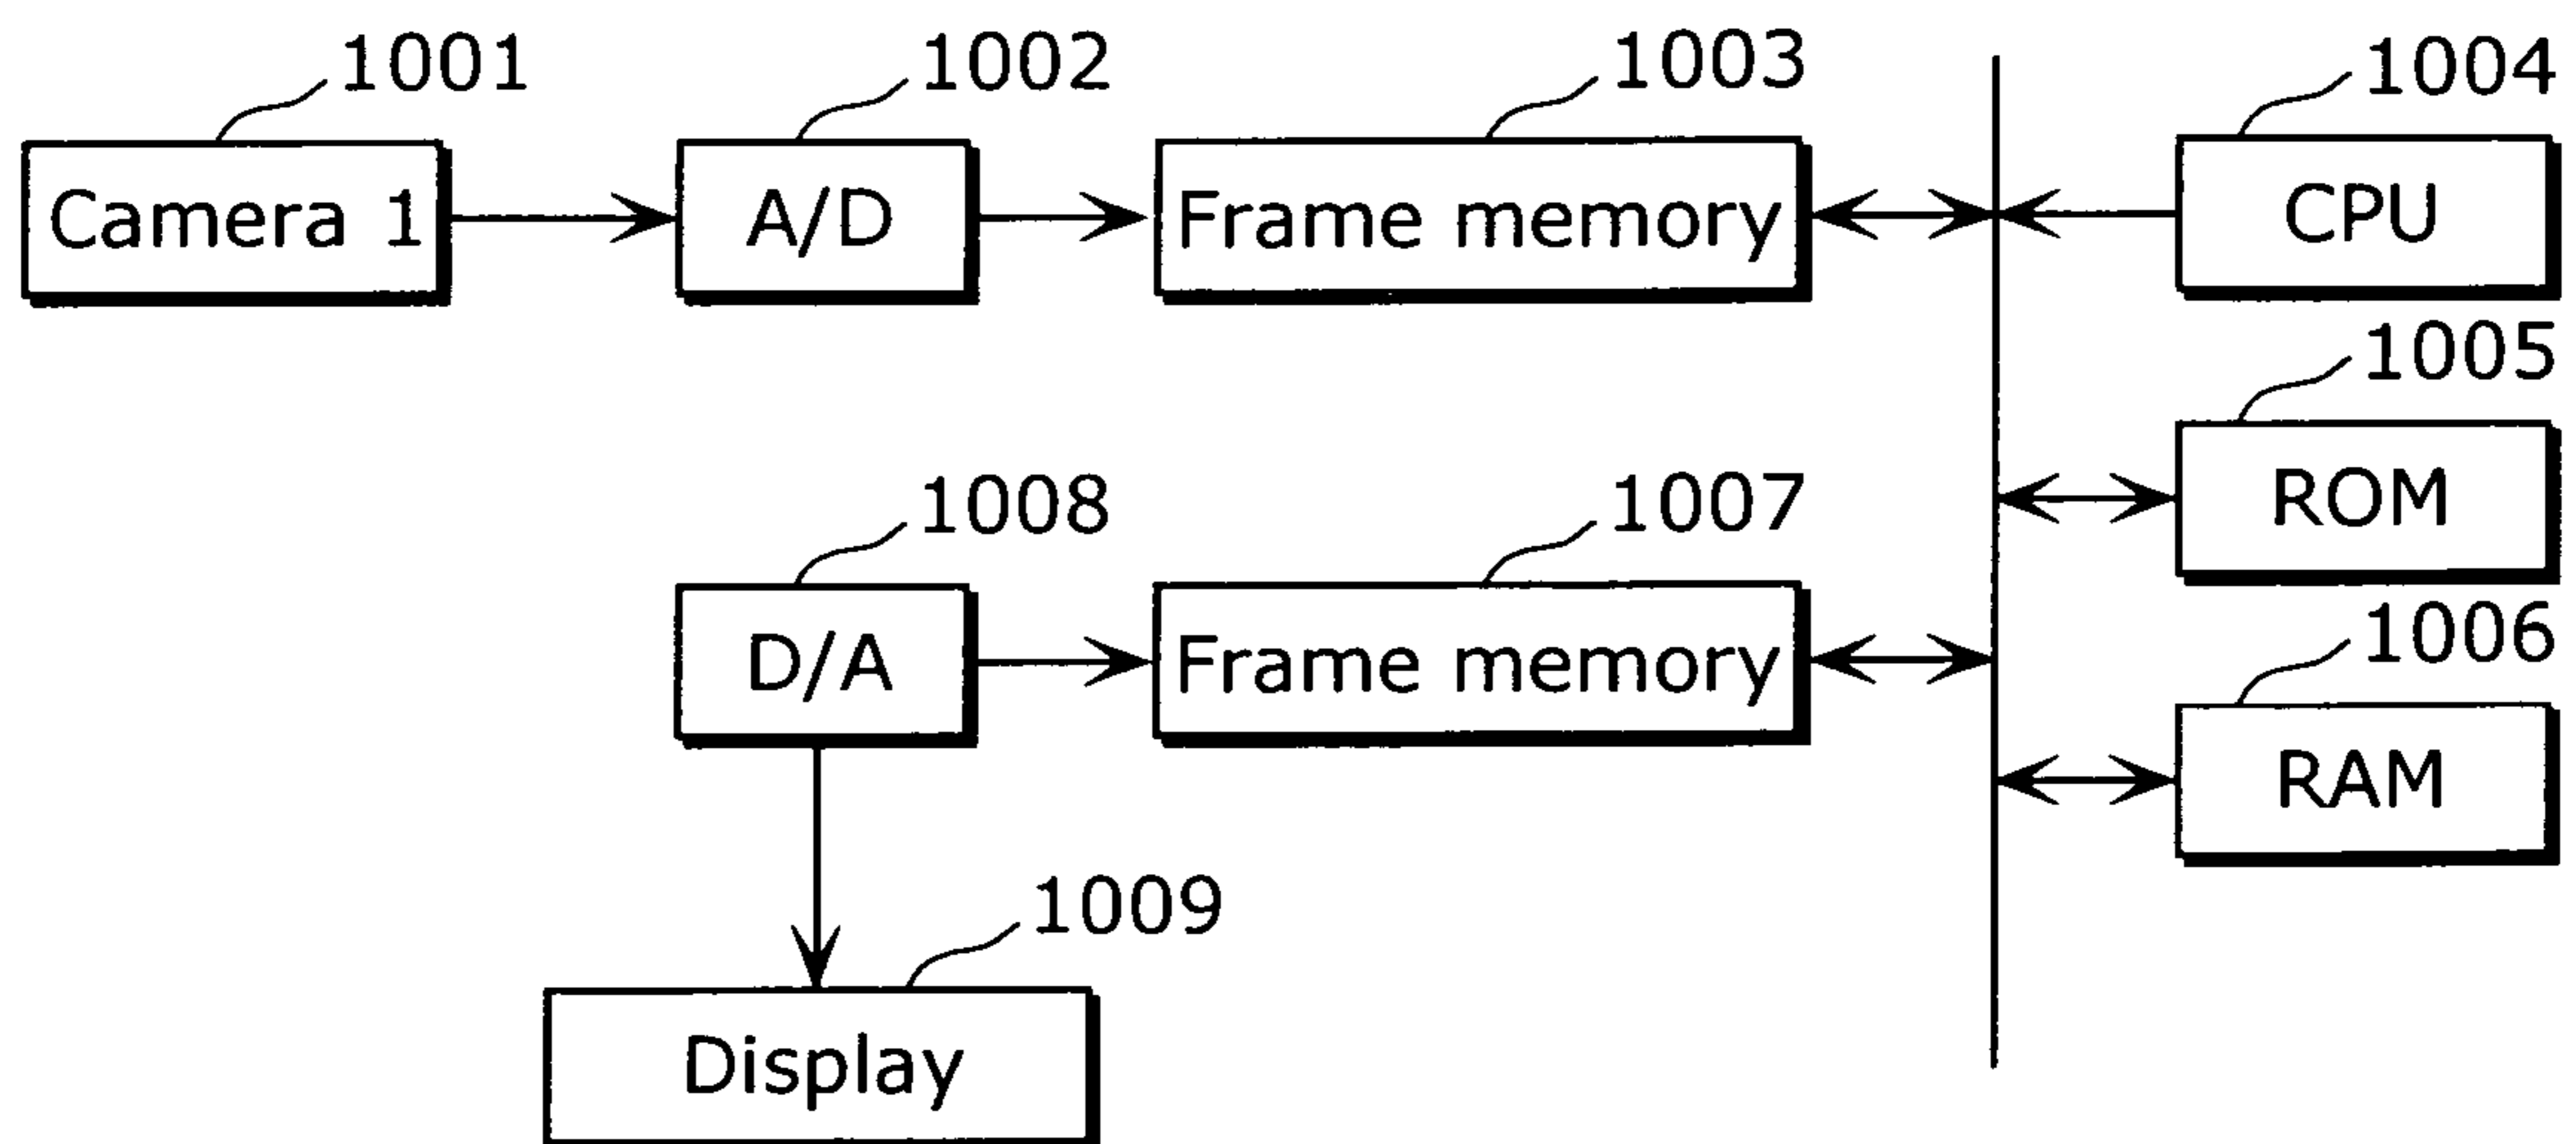 1001
1002
1003
1004
Camera 1
A/D
Frame memory
CPU
1005
ROM
1008
1007
D/A
Frame memory
1006
RAM
1009
Display